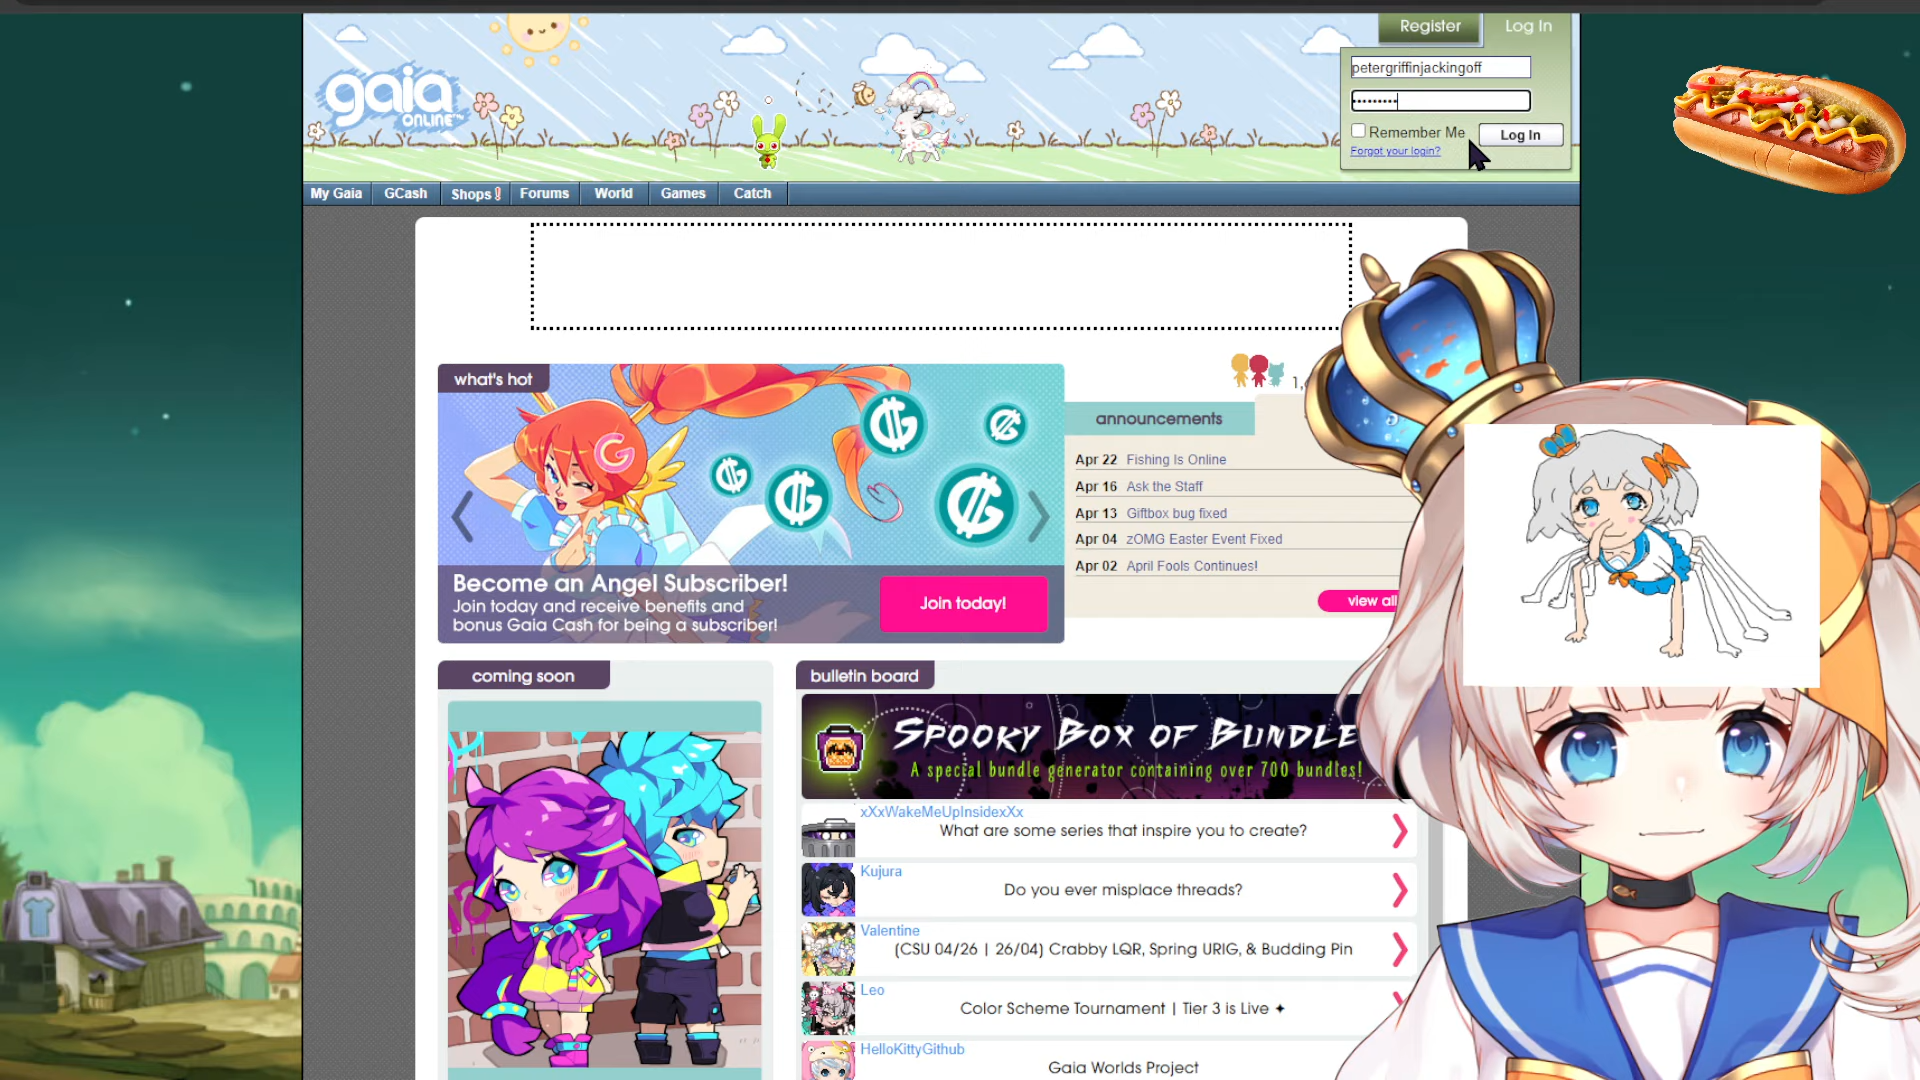 Register
Log In
gaia
ONLINE™
petergriffinjackingoff
Remember Me
Log In
Forgot your login?
My Gaia
GCash
Shops !
Forums
World
Games
Catch
what's hot
Become an Angel Subscriber!
Join today and receive benefits and
bonus Gaia Cash for being a subscriber!
Join today!
announcements
Apr 22 Fishing Is Online
Apr 16 Ask the Staff
Apr 13 Giftbox bug fixed
Apr 04 zOMG Easter Event Fixed
Apr 02 April Fools Continues!
view all
coming soon
bulletin board
Spooky Box of Bundle
A special bundle generator containing over 700 bundles!
xXxWakeMeUpInsidexXx
What are some series that inspire you to create?
Kujura
Do you ever misplace threads?
Valentine
(CSU 04/26 | 26/04) Crabby LQR, Spring URIG, & Budding Pin
Leo
Color Scheme Tournament | Tier 3 is Live ✦
HelloKittyGithub
Gaia Worlds Project